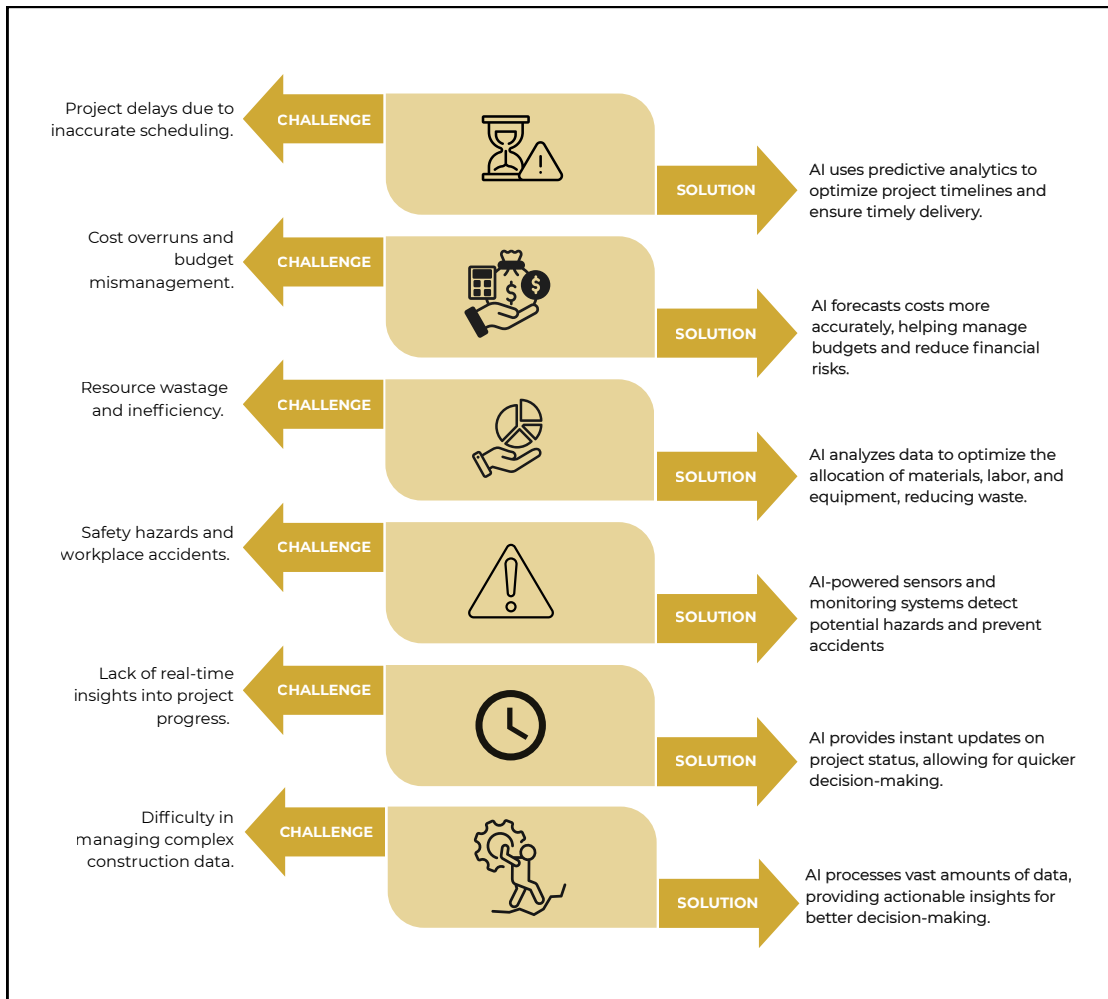 Project delays due to
inaccurate scheduling.
CHALLENGE
SOLUTION
AI uses predictive analytics to
optimize project timelines and
ensure timely delivery.
Cost overruns and
budget
mismanagement.
CHALLENGE
$
$
SOLUTION
AI forecasts costs more
accurately, helping manage
budgets and reduce financial
risks.
Resource wastage
and inefficiency.
CHALLENGE
SOLUTION
AI analyzes data to optimize the
allocation of materials, labor, and
equipment, reducing waste.
Safety hazards and
workplace accidents.
CHALLENGE
SOLUTION
AI-powered sensors and
monitoring systems detect
potential hazards and prevent
accidents
Lack of real-time
insights into project
progress.
CHALLENGE
SOLUTION
AI provides instant updates on
project status, allowing for quicker
decision-making.
Difficulty in
managing complex
construction data.
CHALLENGE
SOLUTION
AI processes vast amounts of data,
providing actionable insights for
better decision-making.